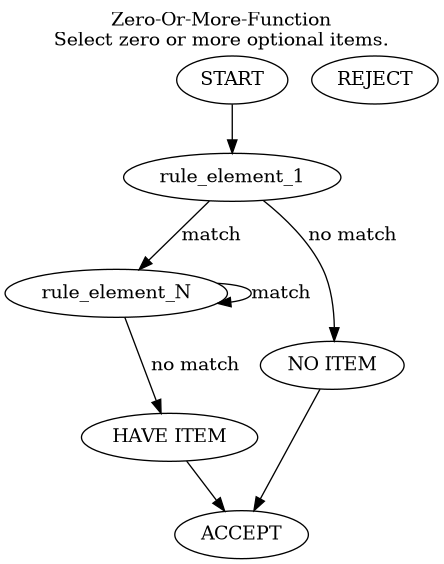 Zero-Or-More-Function
Select zero or more optional items.
START
REJECT
rule_element_1
match
no match
rule_element_N
match
no match
NO ITEM
HAVE ITEM
ACCEPT